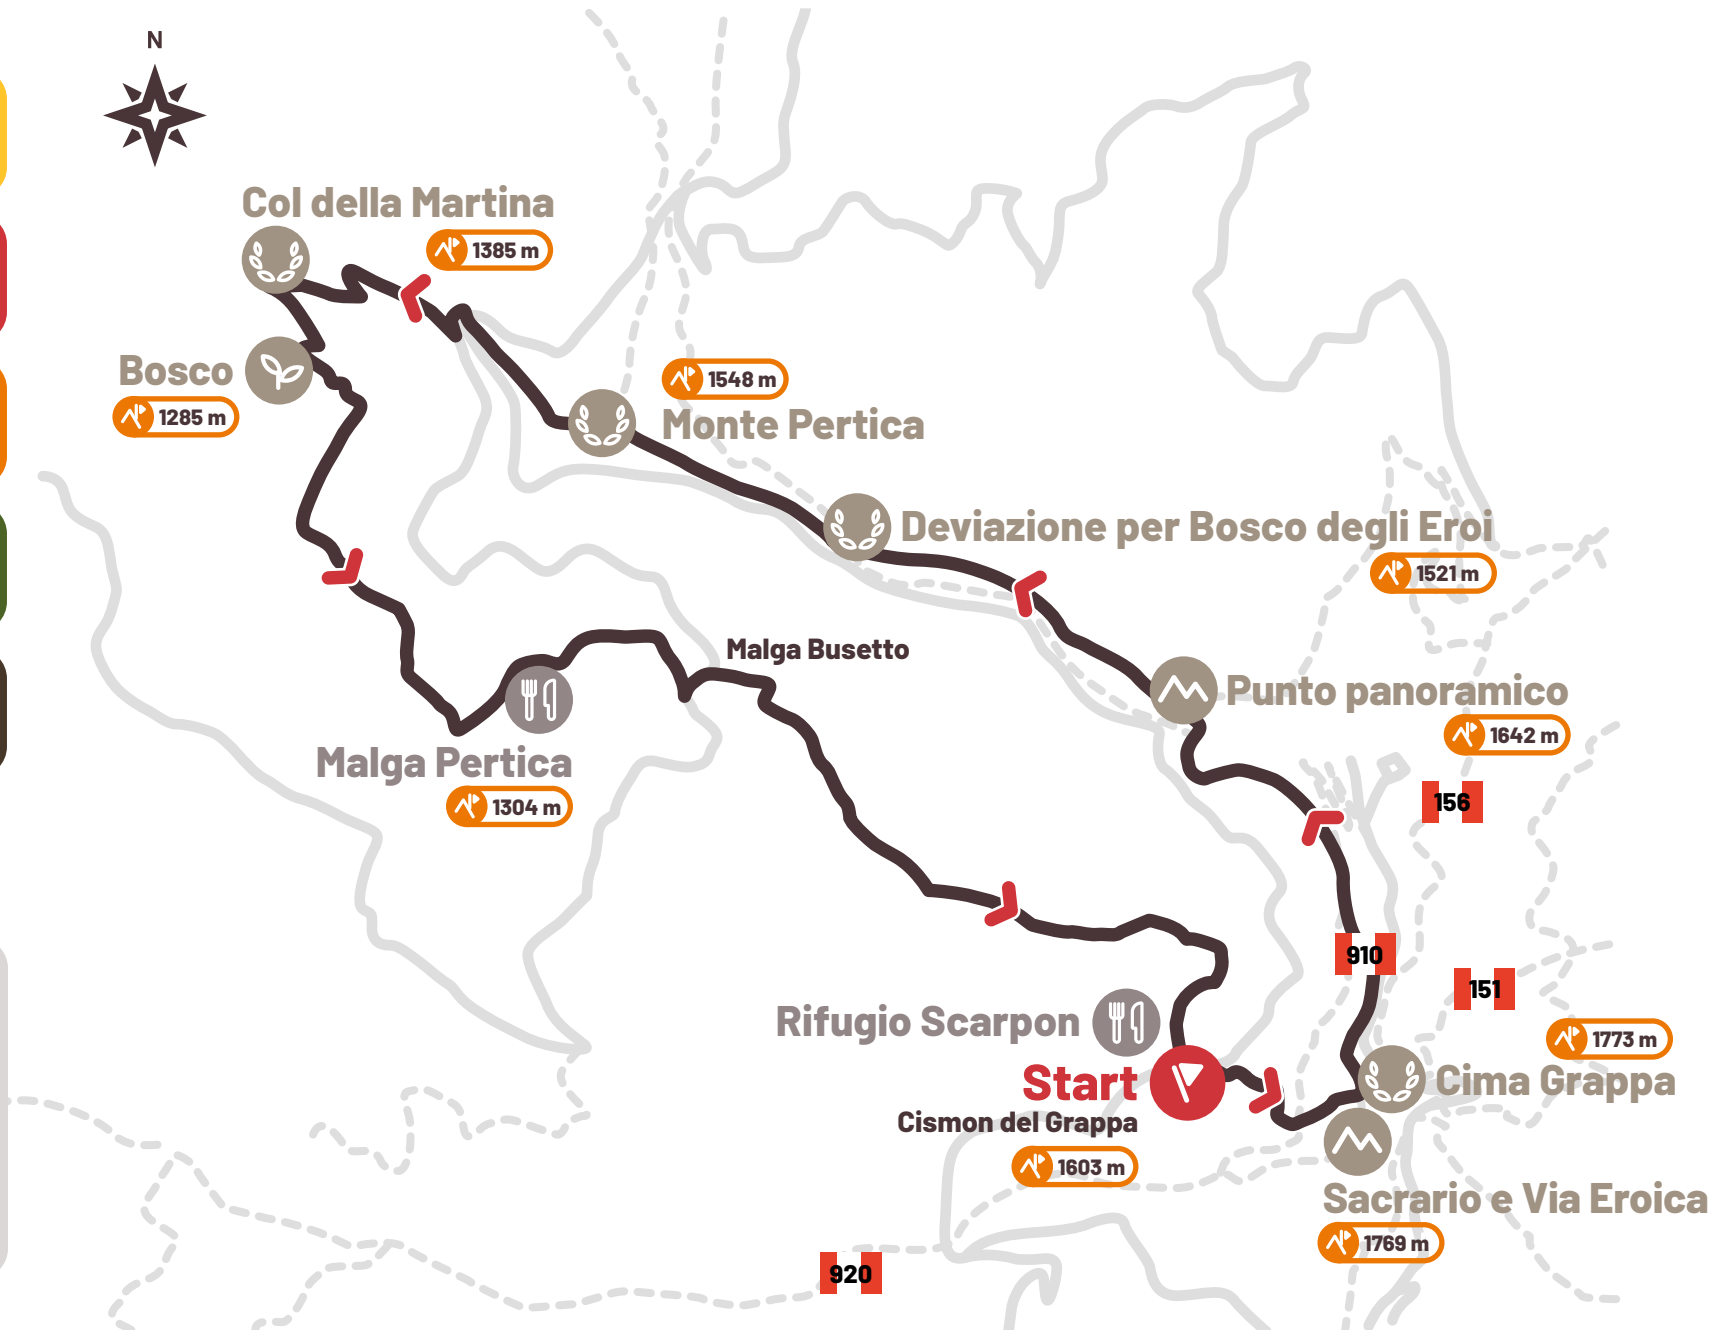 N
Col della Martina
1385 m
Bosco
1285 m
1548 m
Monte Pertica
Deviazione per Bosco degli Eroi
1521 m
Malga Busetto
Punto panoramico
1642 m
Malga Pertica
1304 m
156
910
151
Rifugio Scarpon
1773 m
Cima Grappa
Start
Cismon del Grappa
1603 m
Sacrario e Via Eroica
1769 m
920